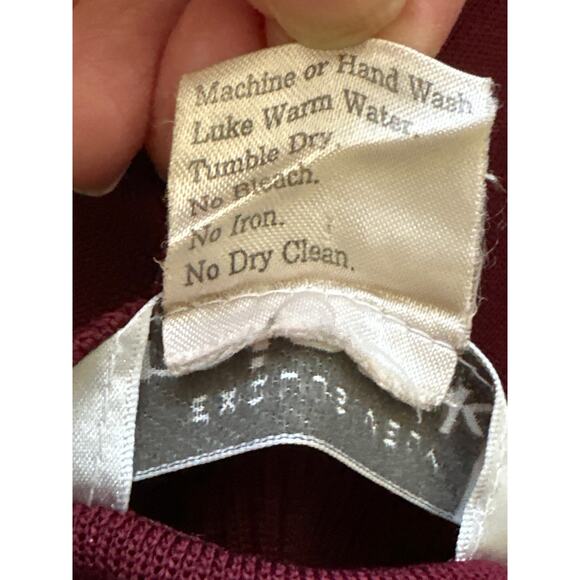 Machine or Hand Wash
Luke Warm Water.
Tumble Dry.
No Bleach.
No Iron.
No Dry Clean.